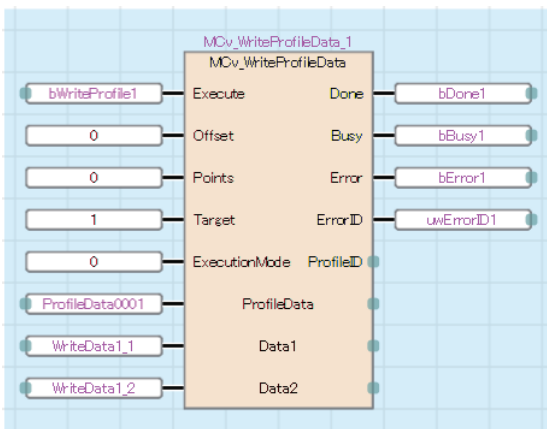 MCv_WriteProfileData_1
MCv_WriteProfileData
bWriteProfile1 Execute Done bDone1
0 Offset Busy bBusy1
0 Points Error bError1
1 Target ErrorID uwErrorID1
0 ExecutionMode ProfileID
ProfileData0001 ProfileData
WriteData1_1 Data1
WriteData1_2 Data2